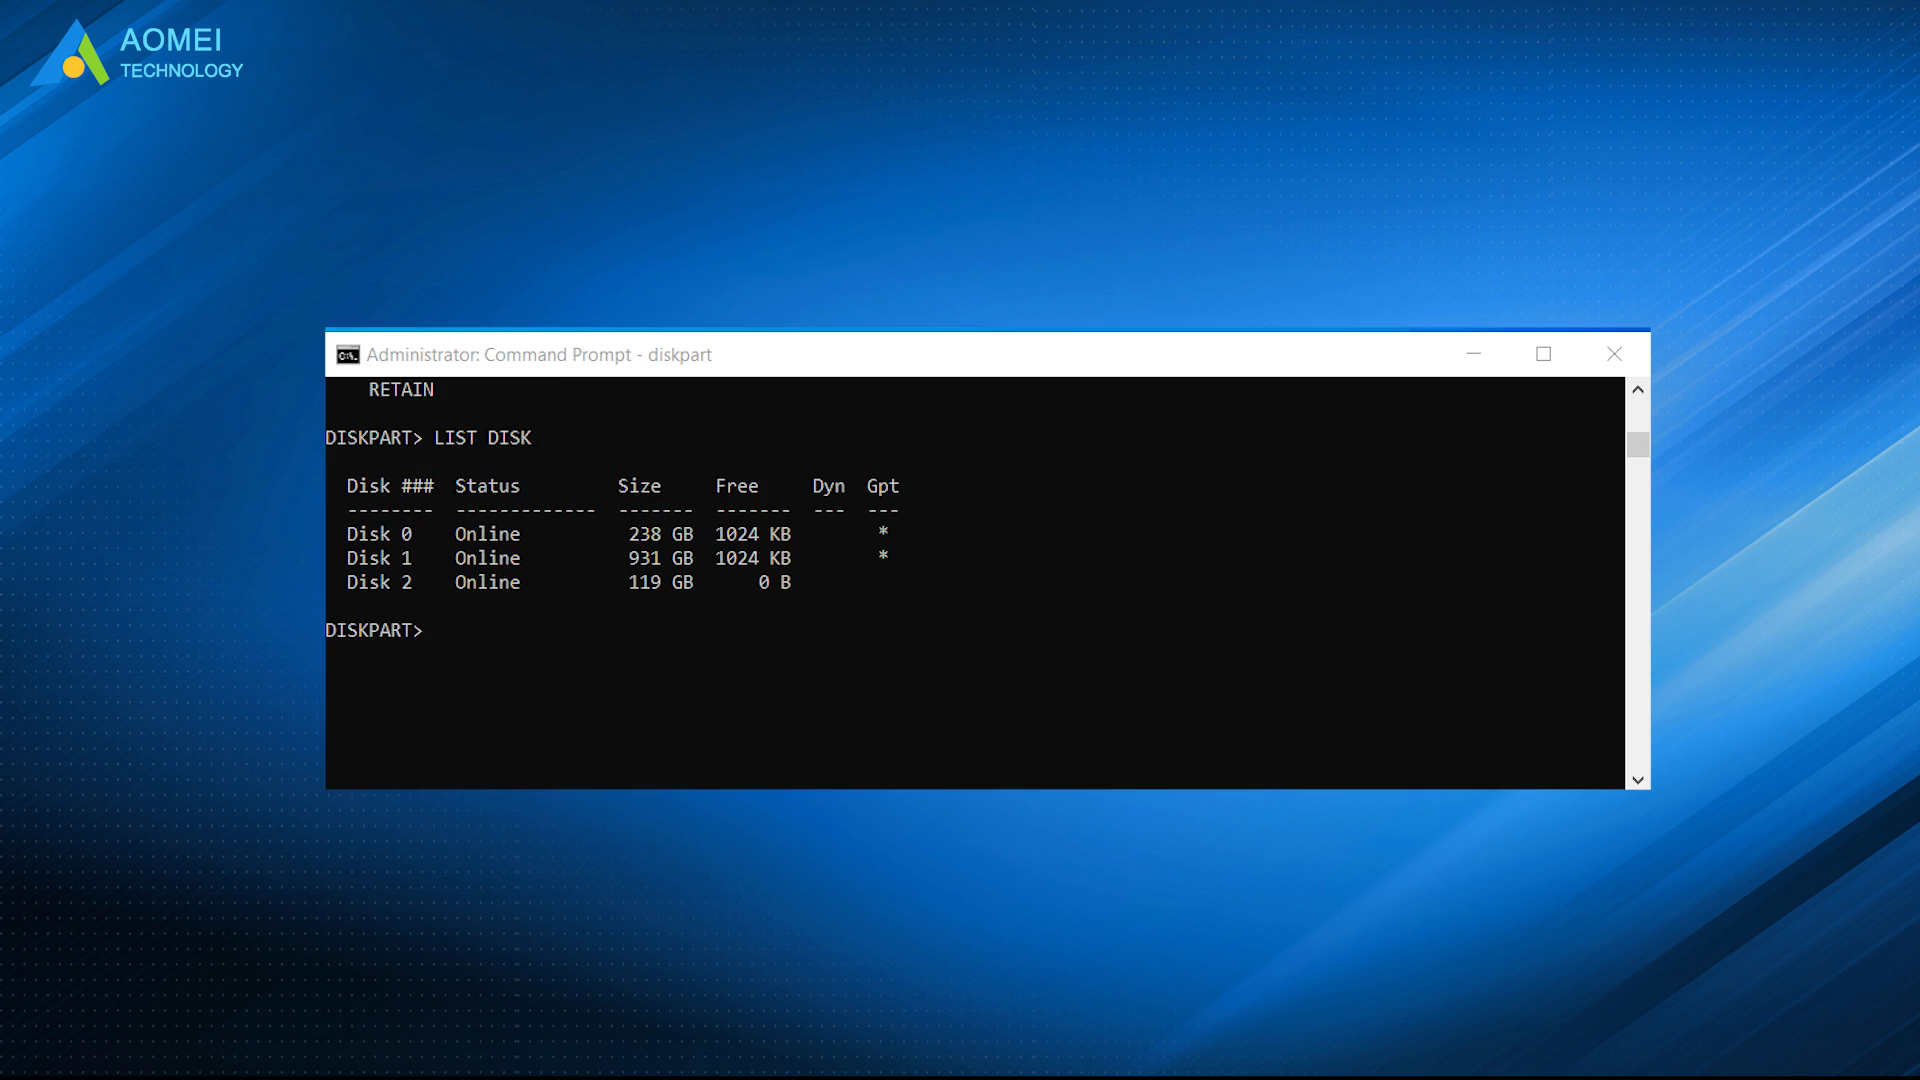 AOMEI
TECHNOLOGY
Administrator: Command Prompt - diskpart
RETAIN
DISKPART> LIST DISK
Disk ### Status Size Free Dyn Gpt
-------- ------------- ------- ------- --- ---
Disk 0 Online 238 GB 1024 KB *
Disk 1 Online 931 GB 1024 KB *
Disk 2 Online 119 GB 0 B
DISKPART>